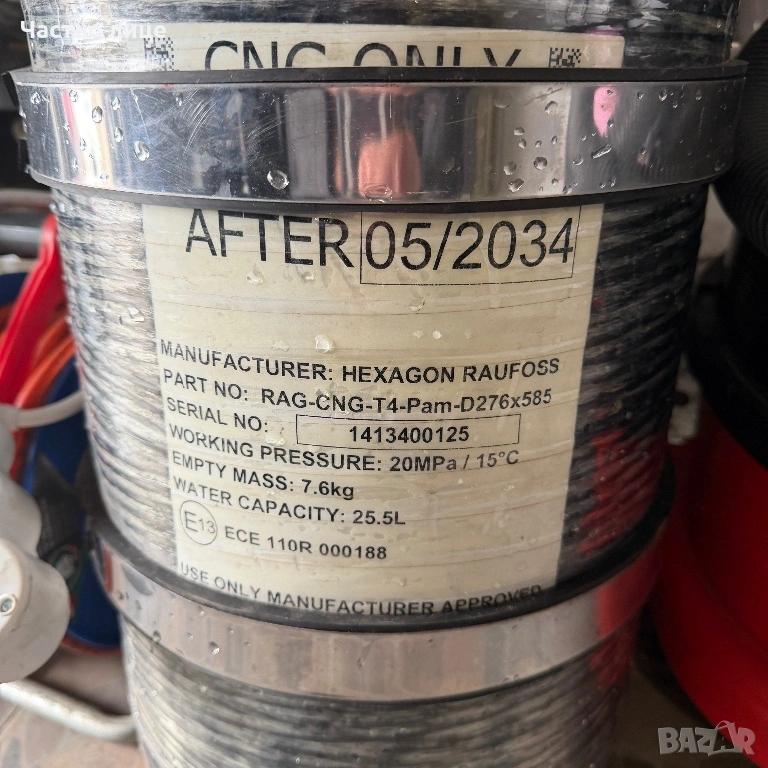 Частно лице
CNG ONLY
AFTER 05/2034
MANUFACTURER: HEXAGON RAUFOSS
PART NO: RAG-CNG-T4-Pam-D276x585
SERIAL NO: 1413400125
WORKING PRESSURE: 20MPa / 15°C
EMPTY MASS: 7.6kg
WATER CAPACITY: 25.5L
E13 ECE 110R 000188
USE ONLY MANUFACTURER APPROVED
BAZAR